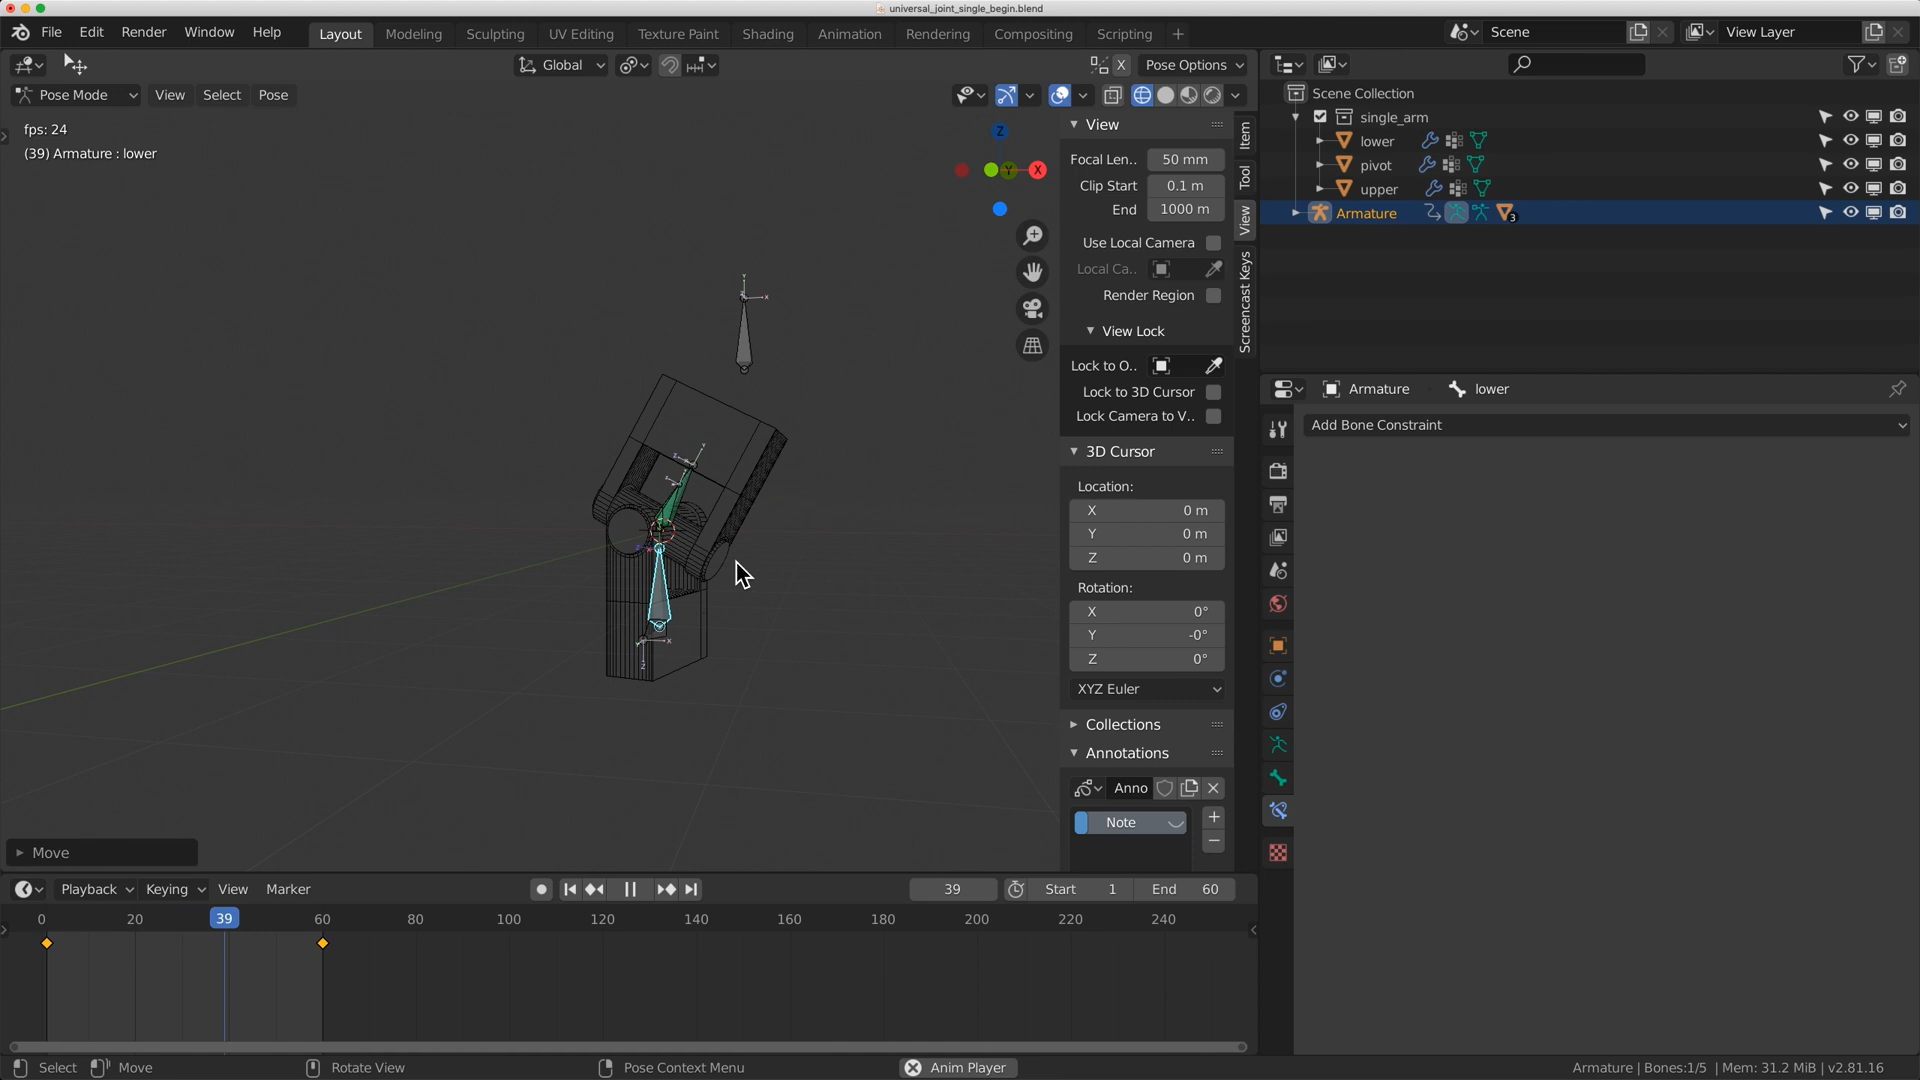 universal_joint_single_begin.blend
File Edit Render Window Help
Layout Modeling Sculpting UV Editing Texture Paint Shading Animation Rendering Compositing Scripting +
Scene
View Layer
Global
X Pose Options
Pose Mode View Select Pose
fps: 24
(39) Armature : lower
Z
Y X
View
Focal Len.. 50 mm
Clip Start 0.1 m
End 1000 m
Use Local Camera
Local Ca..
Render Region
View Lock
Lock to O..
Lock to 3D Cursor
Lock Camera to V..
3D Cursor
Location:
X 0 m
Y 0 m
Z 0 m
Rotation:
X 0°
Y -0°
Z 0°
XYZ Euler
Collections
Annotations
Anno
Note
Item
Tool
View
Screencast Keys
Scene Collection
single_arm
lower
pivot
upper
Armature 3
Armature lower
Add Bone Constraint
Move
Playback Keying View Marker
39 Start 1 End 60
0 20 39 60 80 100 120 140 160 180 200 220 240
Select Move Rotate View Pose Context Menu Anim Player Armature | Bones:1/5 | Mem: 31.2 MiB | v2.81.16